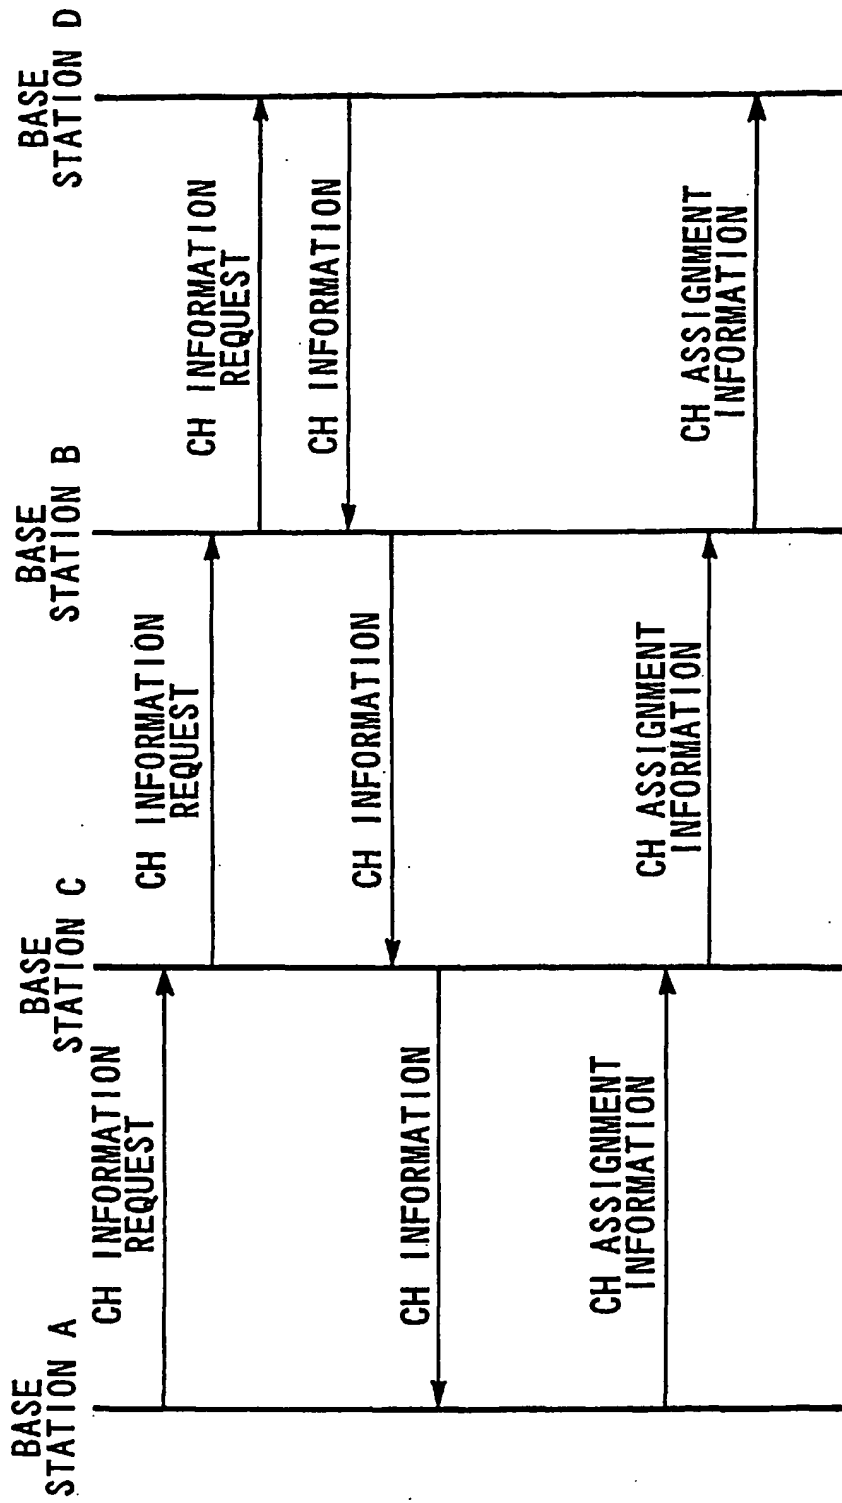 BASE
STATION A
BASE
STATION C
BASE
STATION B
BASE
STATION D
CH INFORMATION
REQUEST
CH INFORMATION
REQUEST
CH INFORMATION
REQUEST
CH INFORMATION
CH INFORMATION
CH INFORMATION
CH ASSIGNMENT
INFORMATION
CH ASSIGNMENT
INFORMATION
CH ASSIGNMENT
INFORMATION